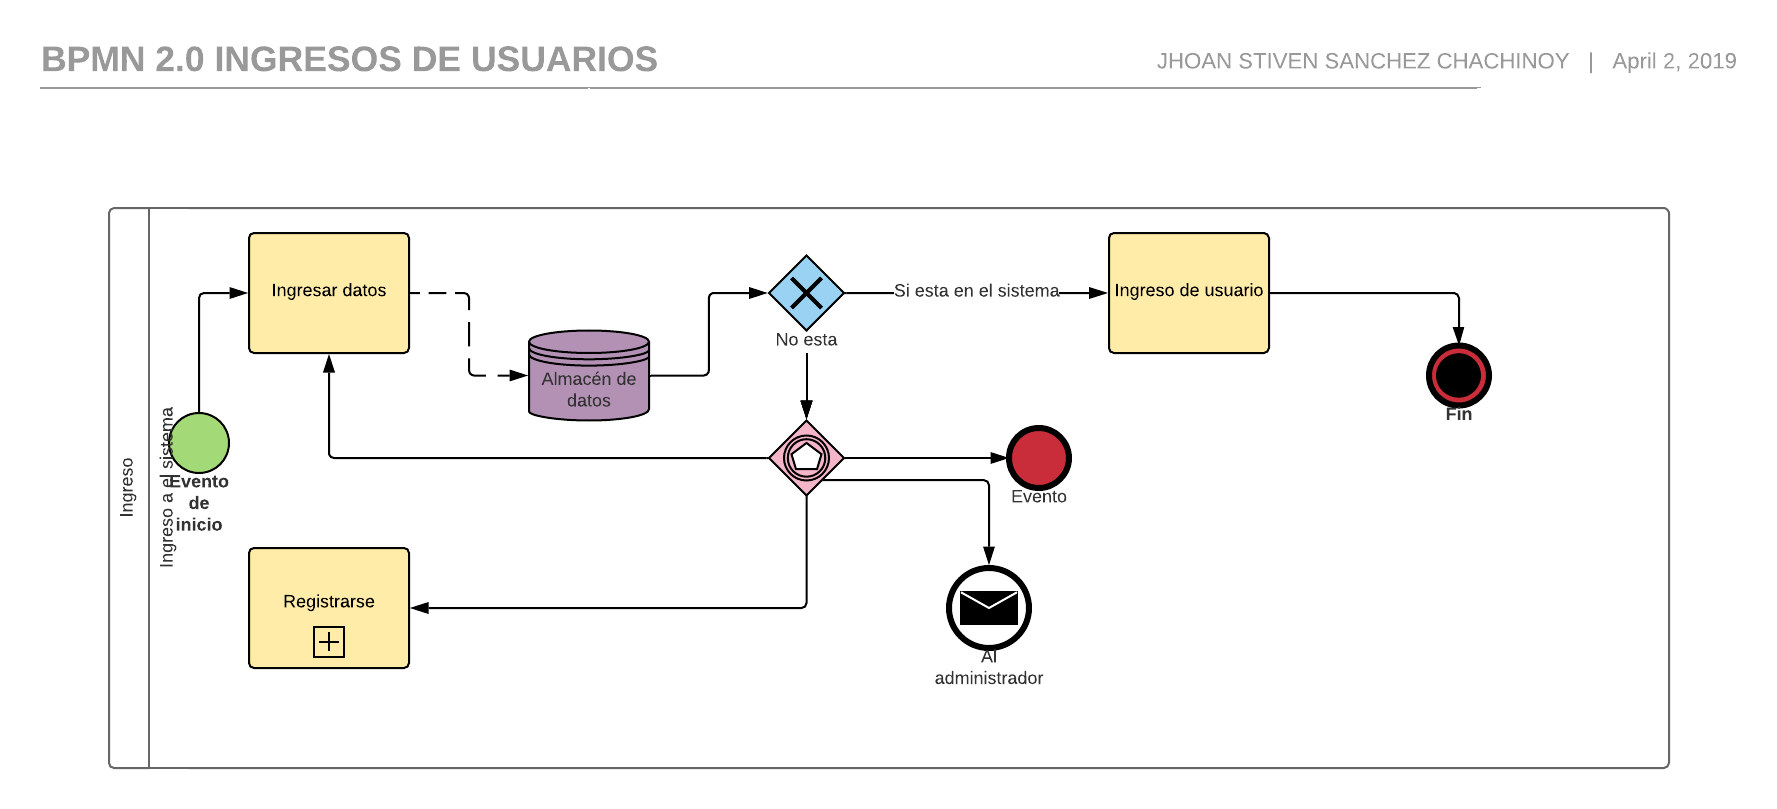 BPMN 2.0 INGRESOS DE USUARIOS
JHOAN STIVEN SANCHEZ CHACHINOY | April 2, 2019
Ingreso
Ingreso a el sistema
Evento
de
inicio
Ingresar datos
Almacén de
datos
No esta
Si esta en el sistema
Ingreso de usuario
Fin
Evento
Al
administrador
Registrarse